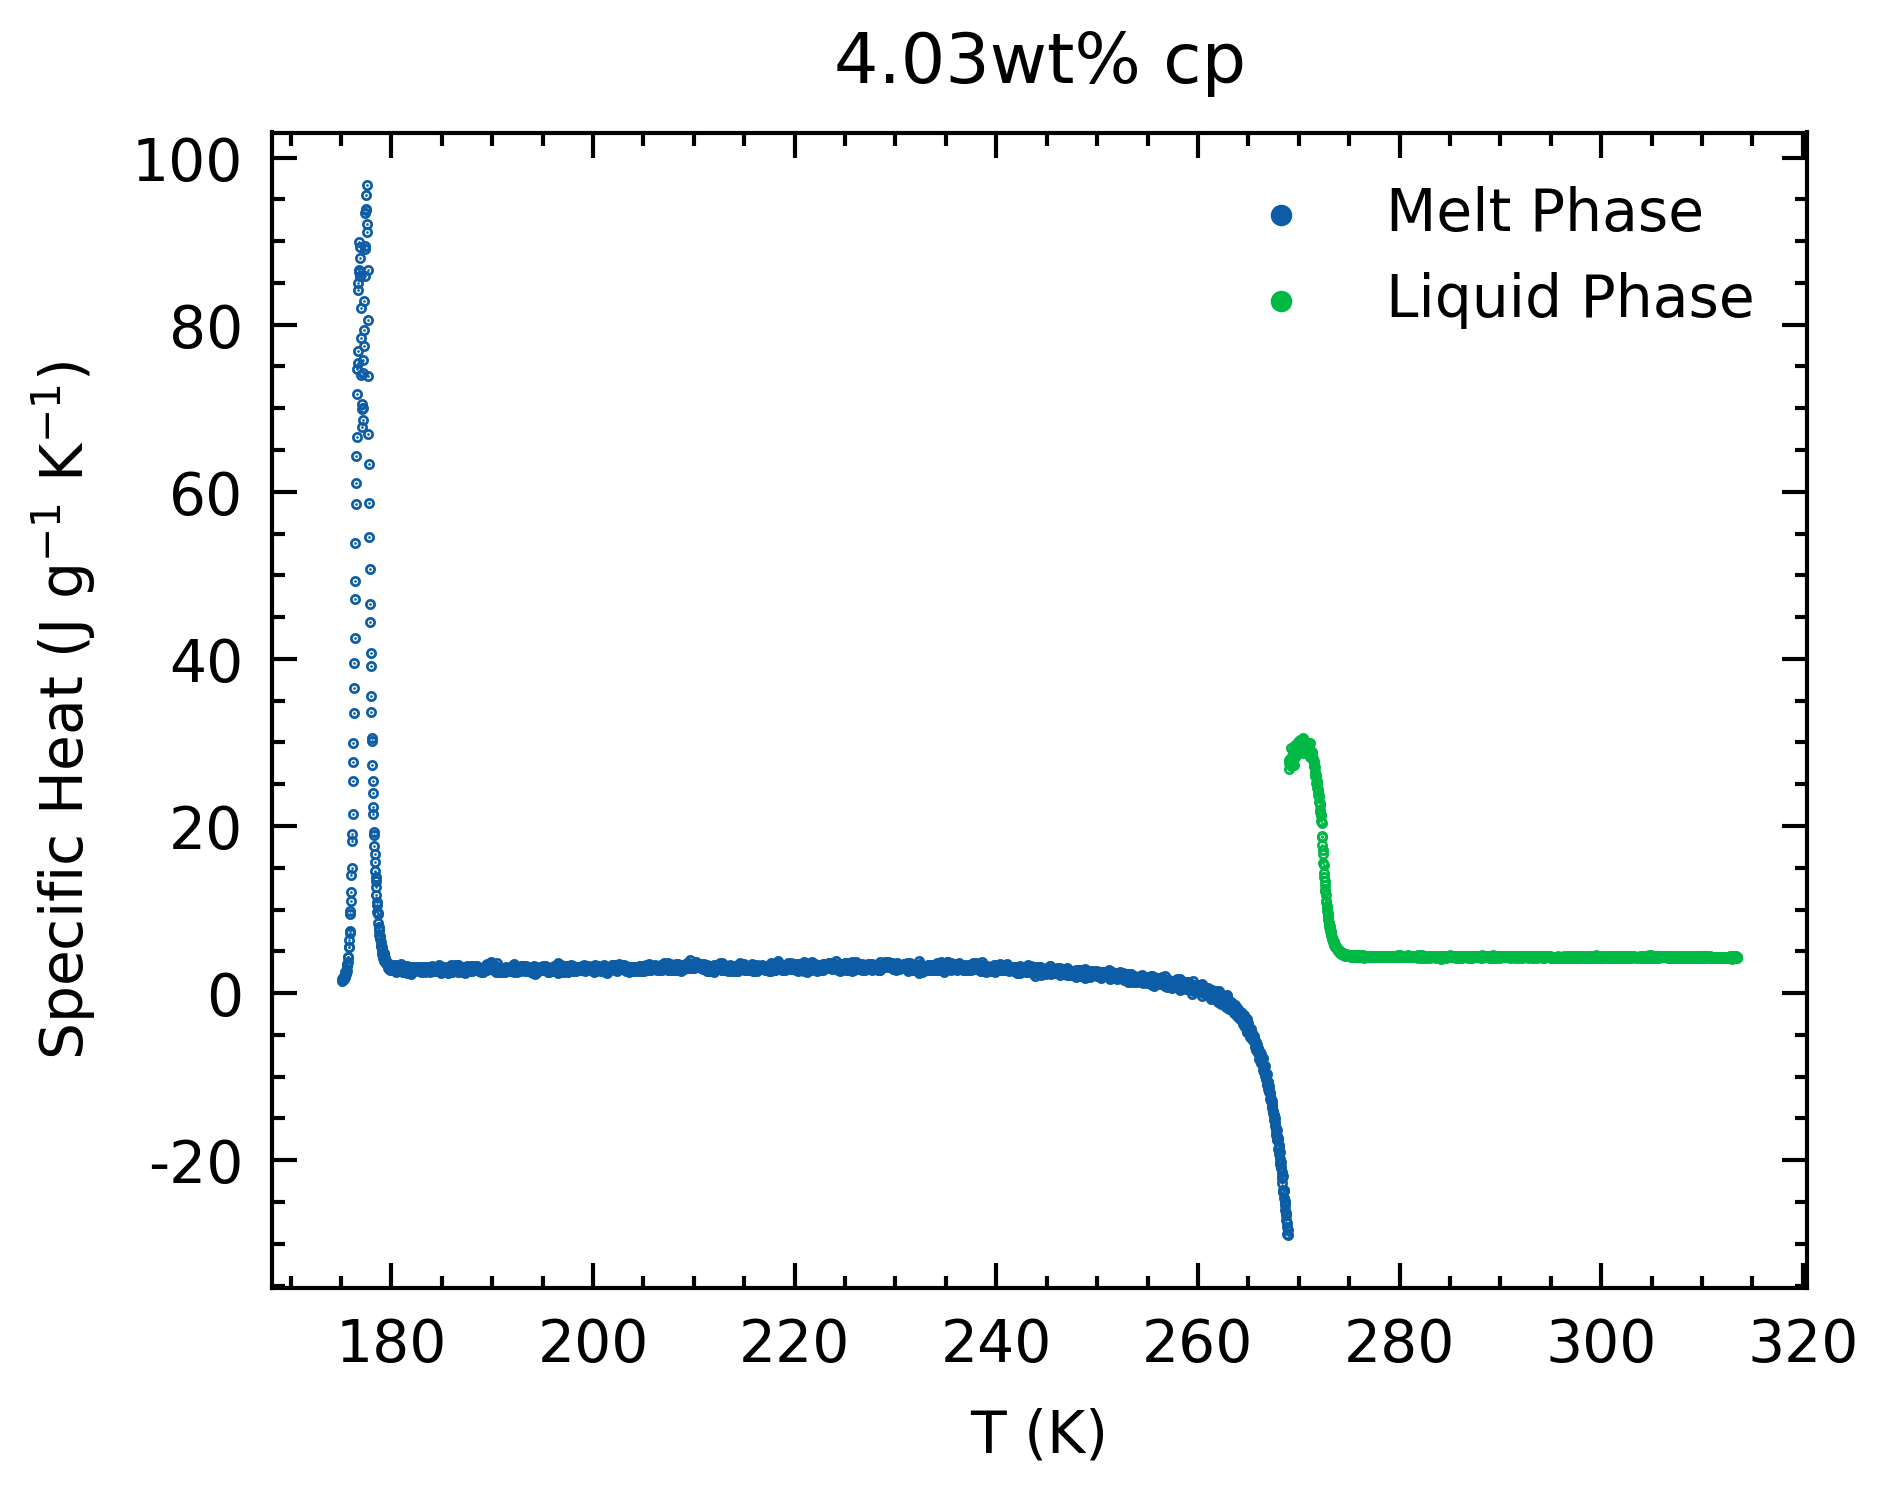 4.03wt% cp
Melt Phase
Liquid Phase
Specific Heat (J g⁻¹ K⁻¹)
100
80
60
40
20
0
-20
180 200 220 240 260 280 300 320
T (K)